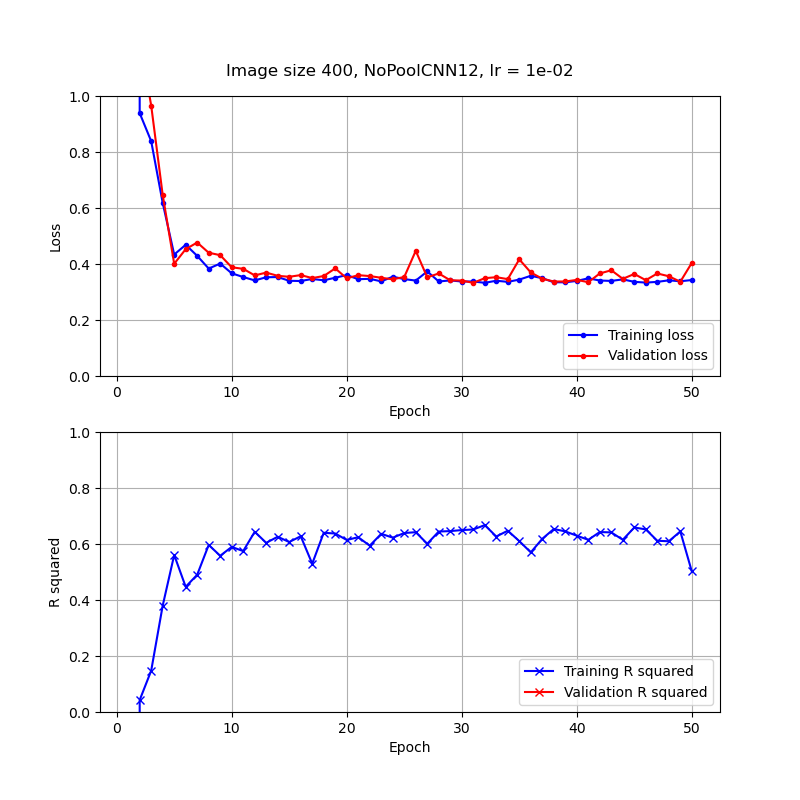 Image size 400, NoPoolCNN12, lr = 1e-02
1.0
0.8
0.6
0.4
0.2
0.0
Loss
Training loss
Validation loss
0 10 20 30 40 50
Epoch
1.0
0.8
0.6
0.4
0.2
0.0
R squared
Training R squared
Validation R squared
0 10 20 30 40 50
Epoch